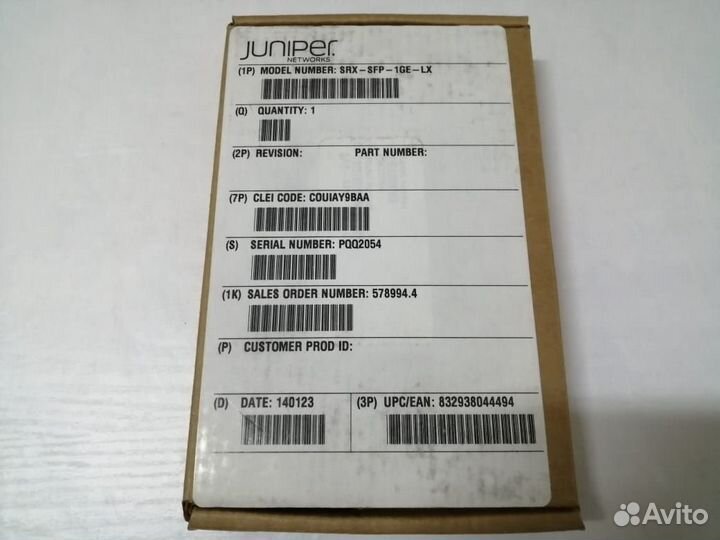 JUNIPer
NETWORKS
(1P) MODEL NUMBER: SRX-SFP-1GE-LX
(Q) QUANTITY: 1
(2P) REVISION: PART NUMBER:
(7P) CLEI CODE: COUIAY9BAA
(S) SERIAL NUMBER: PQQ2054
(1K) SALES ORDER NUMBER: 578994.4
(P) CUSTOMER PROD ID:
(D) DATE: 140123 (3P) UPC/EAN: 832938044494
Avito